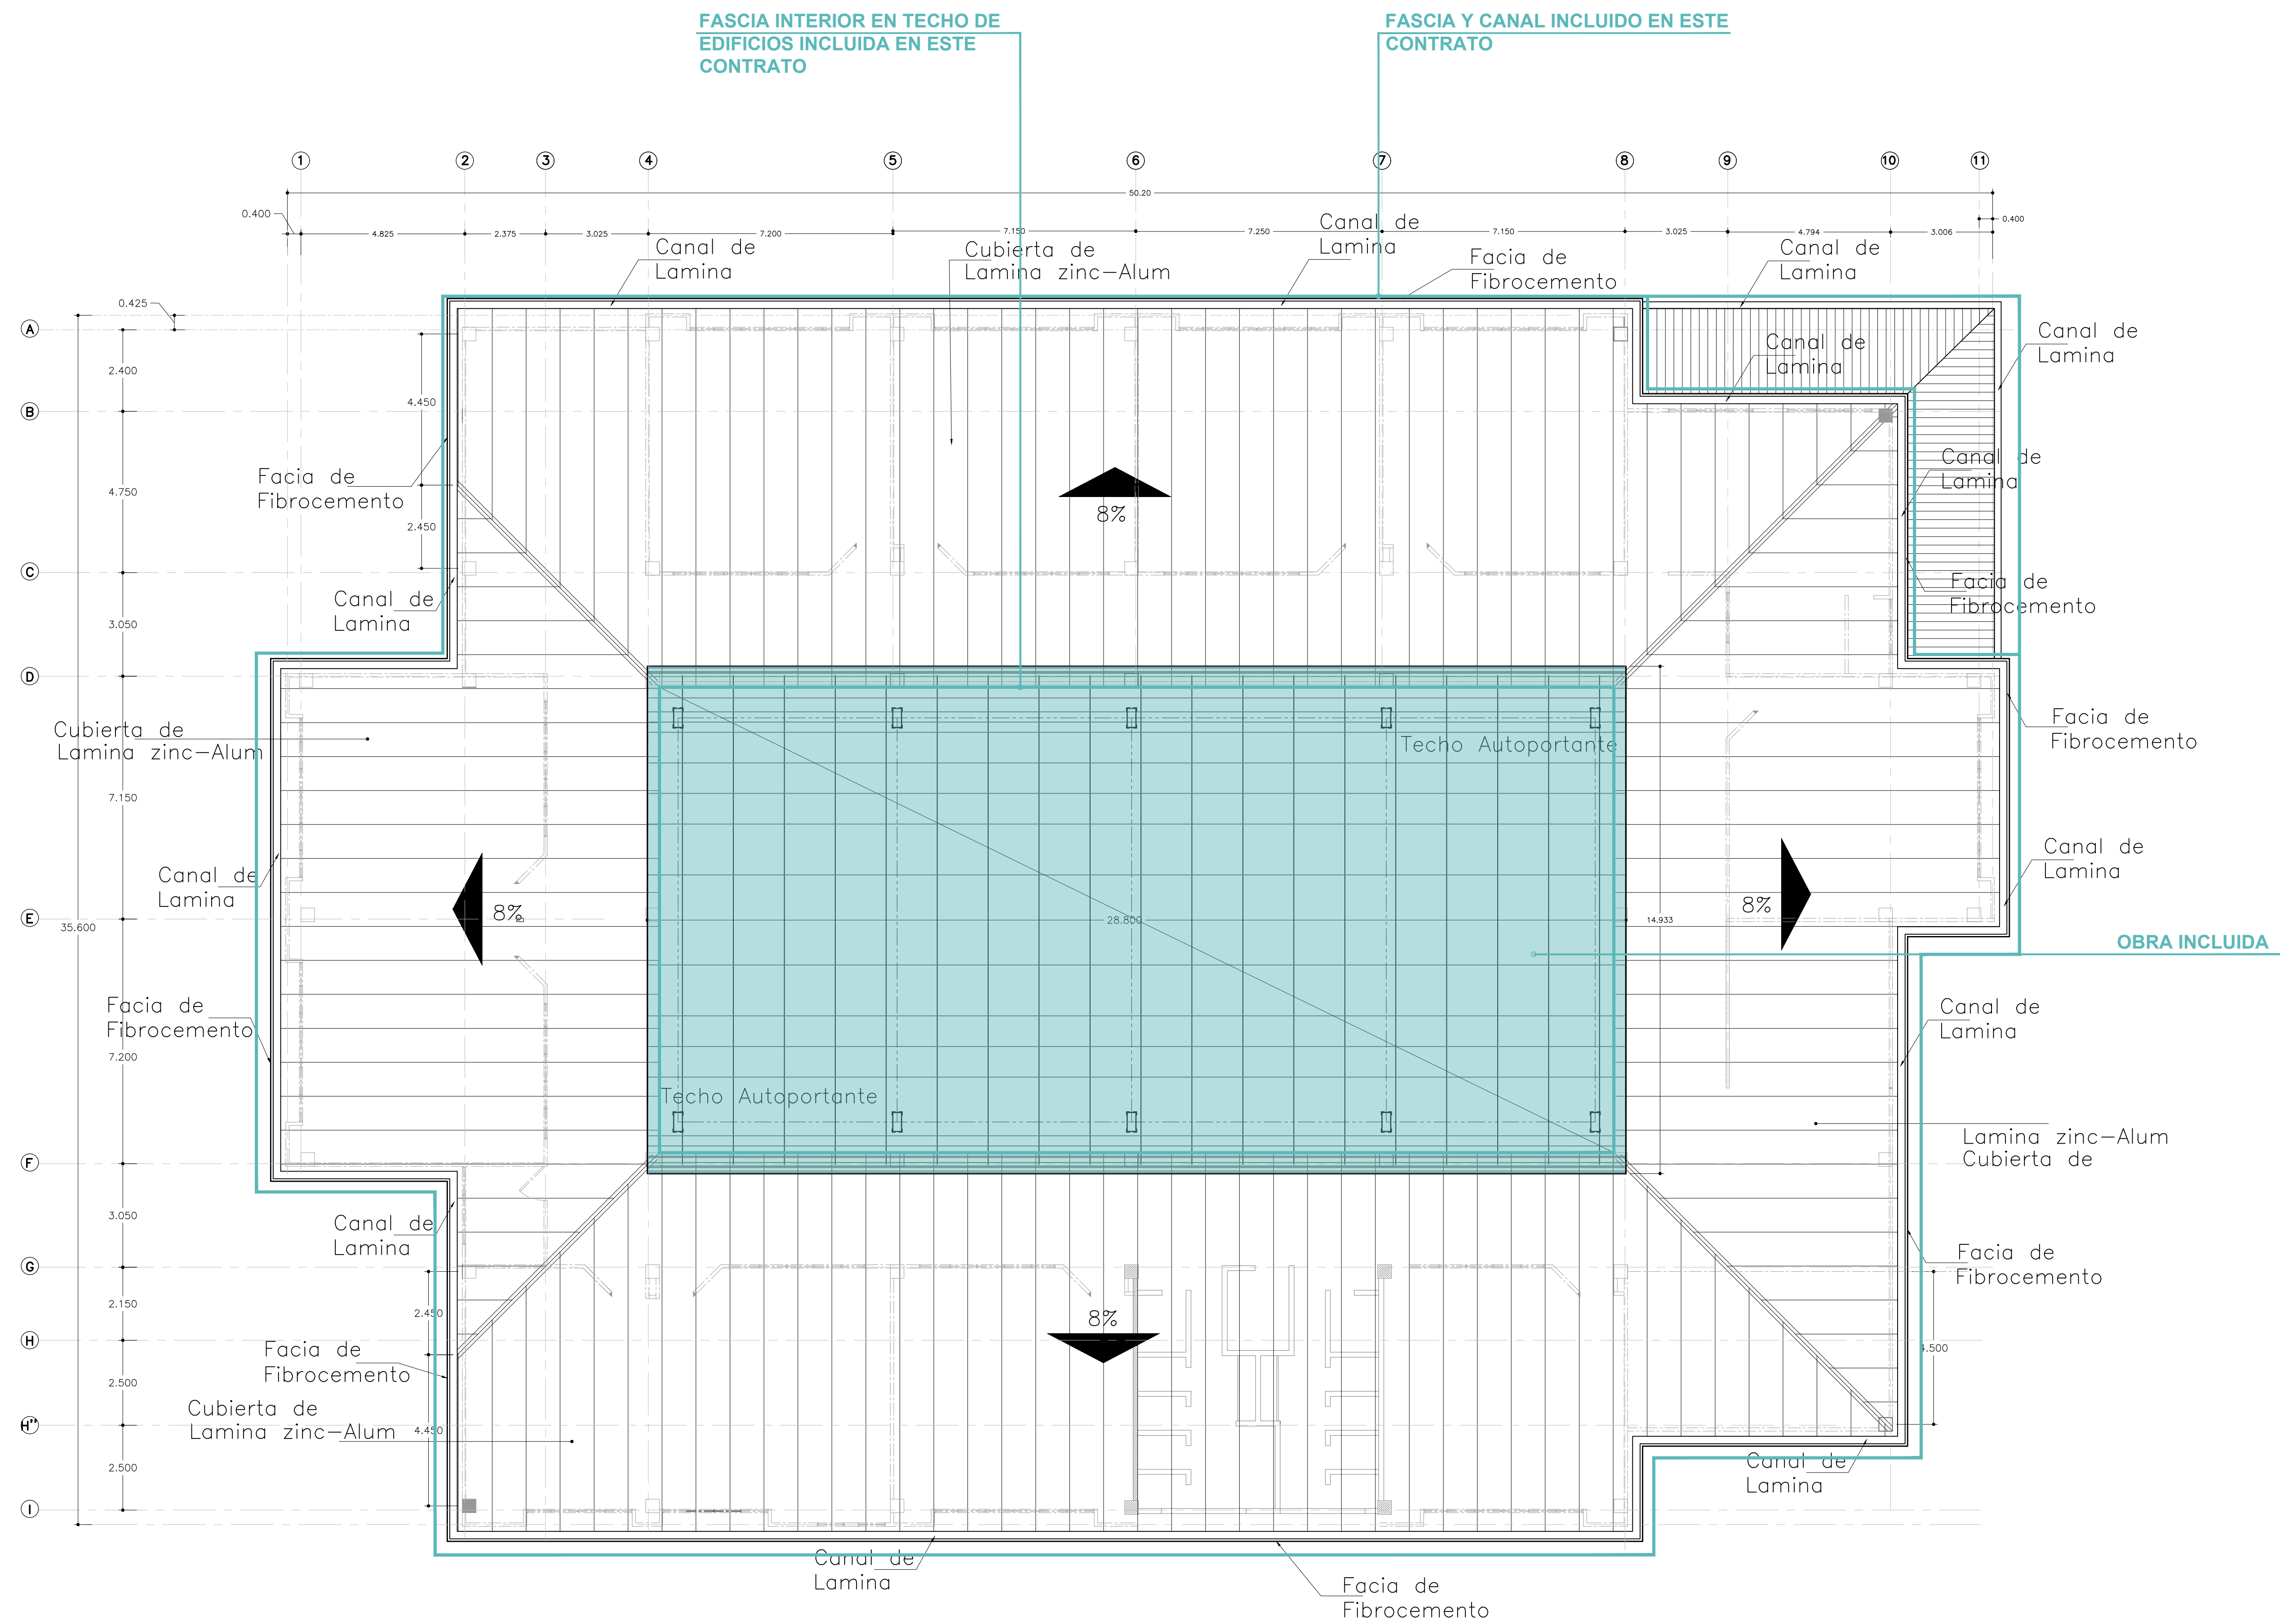 FASCIA INTERIOR EN TECHO DE
EDIFICIOS INCLUIDA EN ESTE
CONTRATO
FASCIA Y CANAL INCLUIDO EN ESTE
CONTRATO
1
2
3
4
5
6
7
8
9
10
11
50.20
0.400
0.400
4.825
2.375
3.025
7.200
7.150
7.250
7.150
3.025
4.794
3.006
Canal de
Lamina
Cubierta de
Lamina zinc-Alum
Canal de
Lamina
Facia de
Fibrocemento
Canal de
Lamina
0.425
A
Canal de
Lamina
Canal de
Lamina
2.400
4.450
B
Facia de
Fibrocemento
Canal de
Lamina
4.750
8%
2.450
C
Canal de
Lamina
Facia de
Fibrocemento
3.050
D
Cubierta de
Lamina zinc-Alum
Techo Autoportante
Facia de
Fibrocemento
7.150
Canal de
Lamina
Canal de
Lamina
E
8%
35.600
28.800
14.933
8%
OBRA INCLUIDA
Facia de
Fibrocemento
Canal de
Lamina
7.200
Techo Autoportante
Lamina zinc-Alum
Cubierta de
F
3.050
Canal de
Lamina
Facia de
Fibrocemento
G
2.150
2.450
8%
H
Facia de
Fibrocemento
4.500
2.500
Cubierta de
Lamina zinc-Alum
H"
4.450
2.500
Canal de
Lamina
I
Canal de
Lamina
Facia de
Fibrocemento